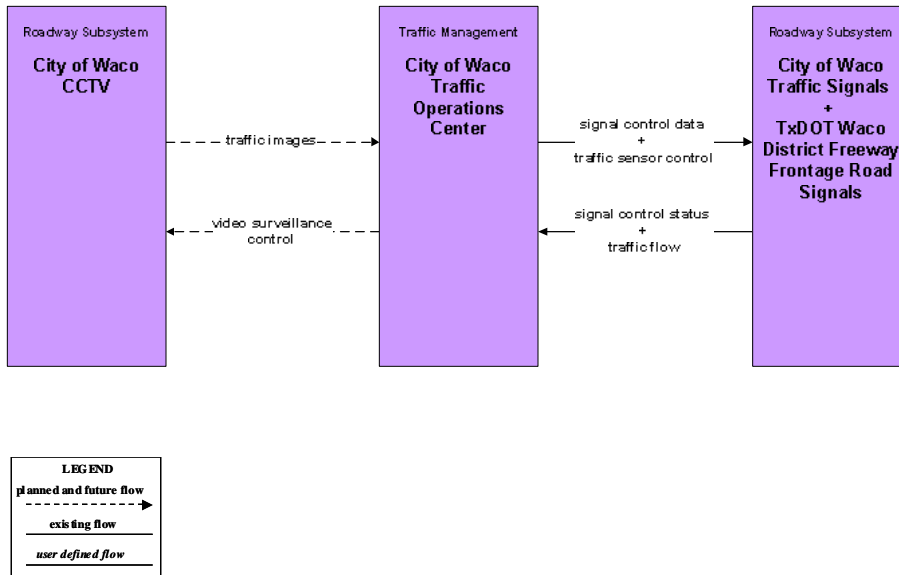 Roadway Subsystem
City of Waco
CCTV
traffic images
video surveillance
control
Traffic Management
City of Waco
Traffic
Operations
Center
signal control data
+
traffic sensor control
signal control status
+
traffic flow
Roadway Subsystem
City of Waco
Traffic Signals
+
TxDOT Waco
District Freeway
Frontage Road
Signals
LEGEND
planned and future flow
existing flow
user defined flow